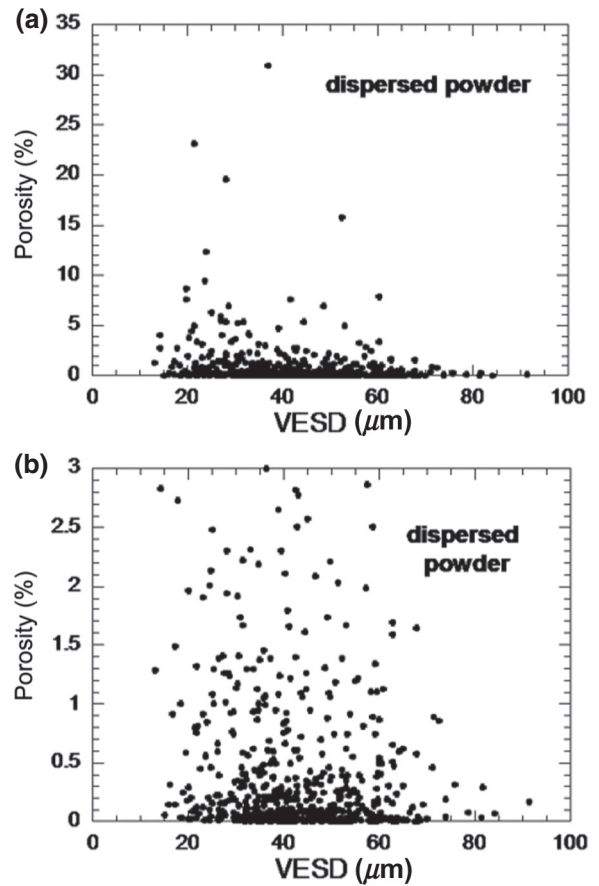 (a)
35
30
25
20
15
10
5
0
Porosity (%)
dispersed powder
0 20 40 60 80 100
VESD (μm)
(b)
3
2.5
2
1.5
1
0.5
0
Porosity (%)
dispersed
powder
0 20 40 60 80 100
VESD (μm)